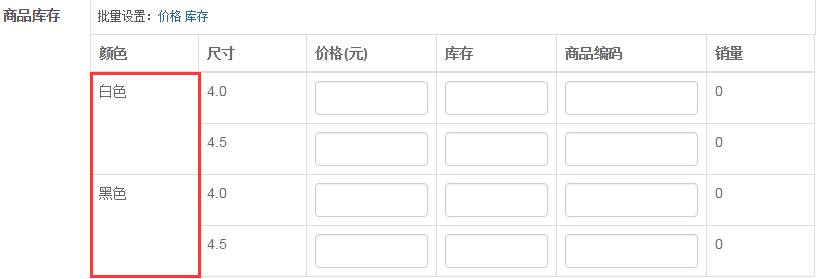 商品库存 批量设置：价格 库存
颜色 尺寸 价格(元) 库存 商品编码 销量
白色 4.0 0
4.5 0
黑色 4.0 0
4.5 0